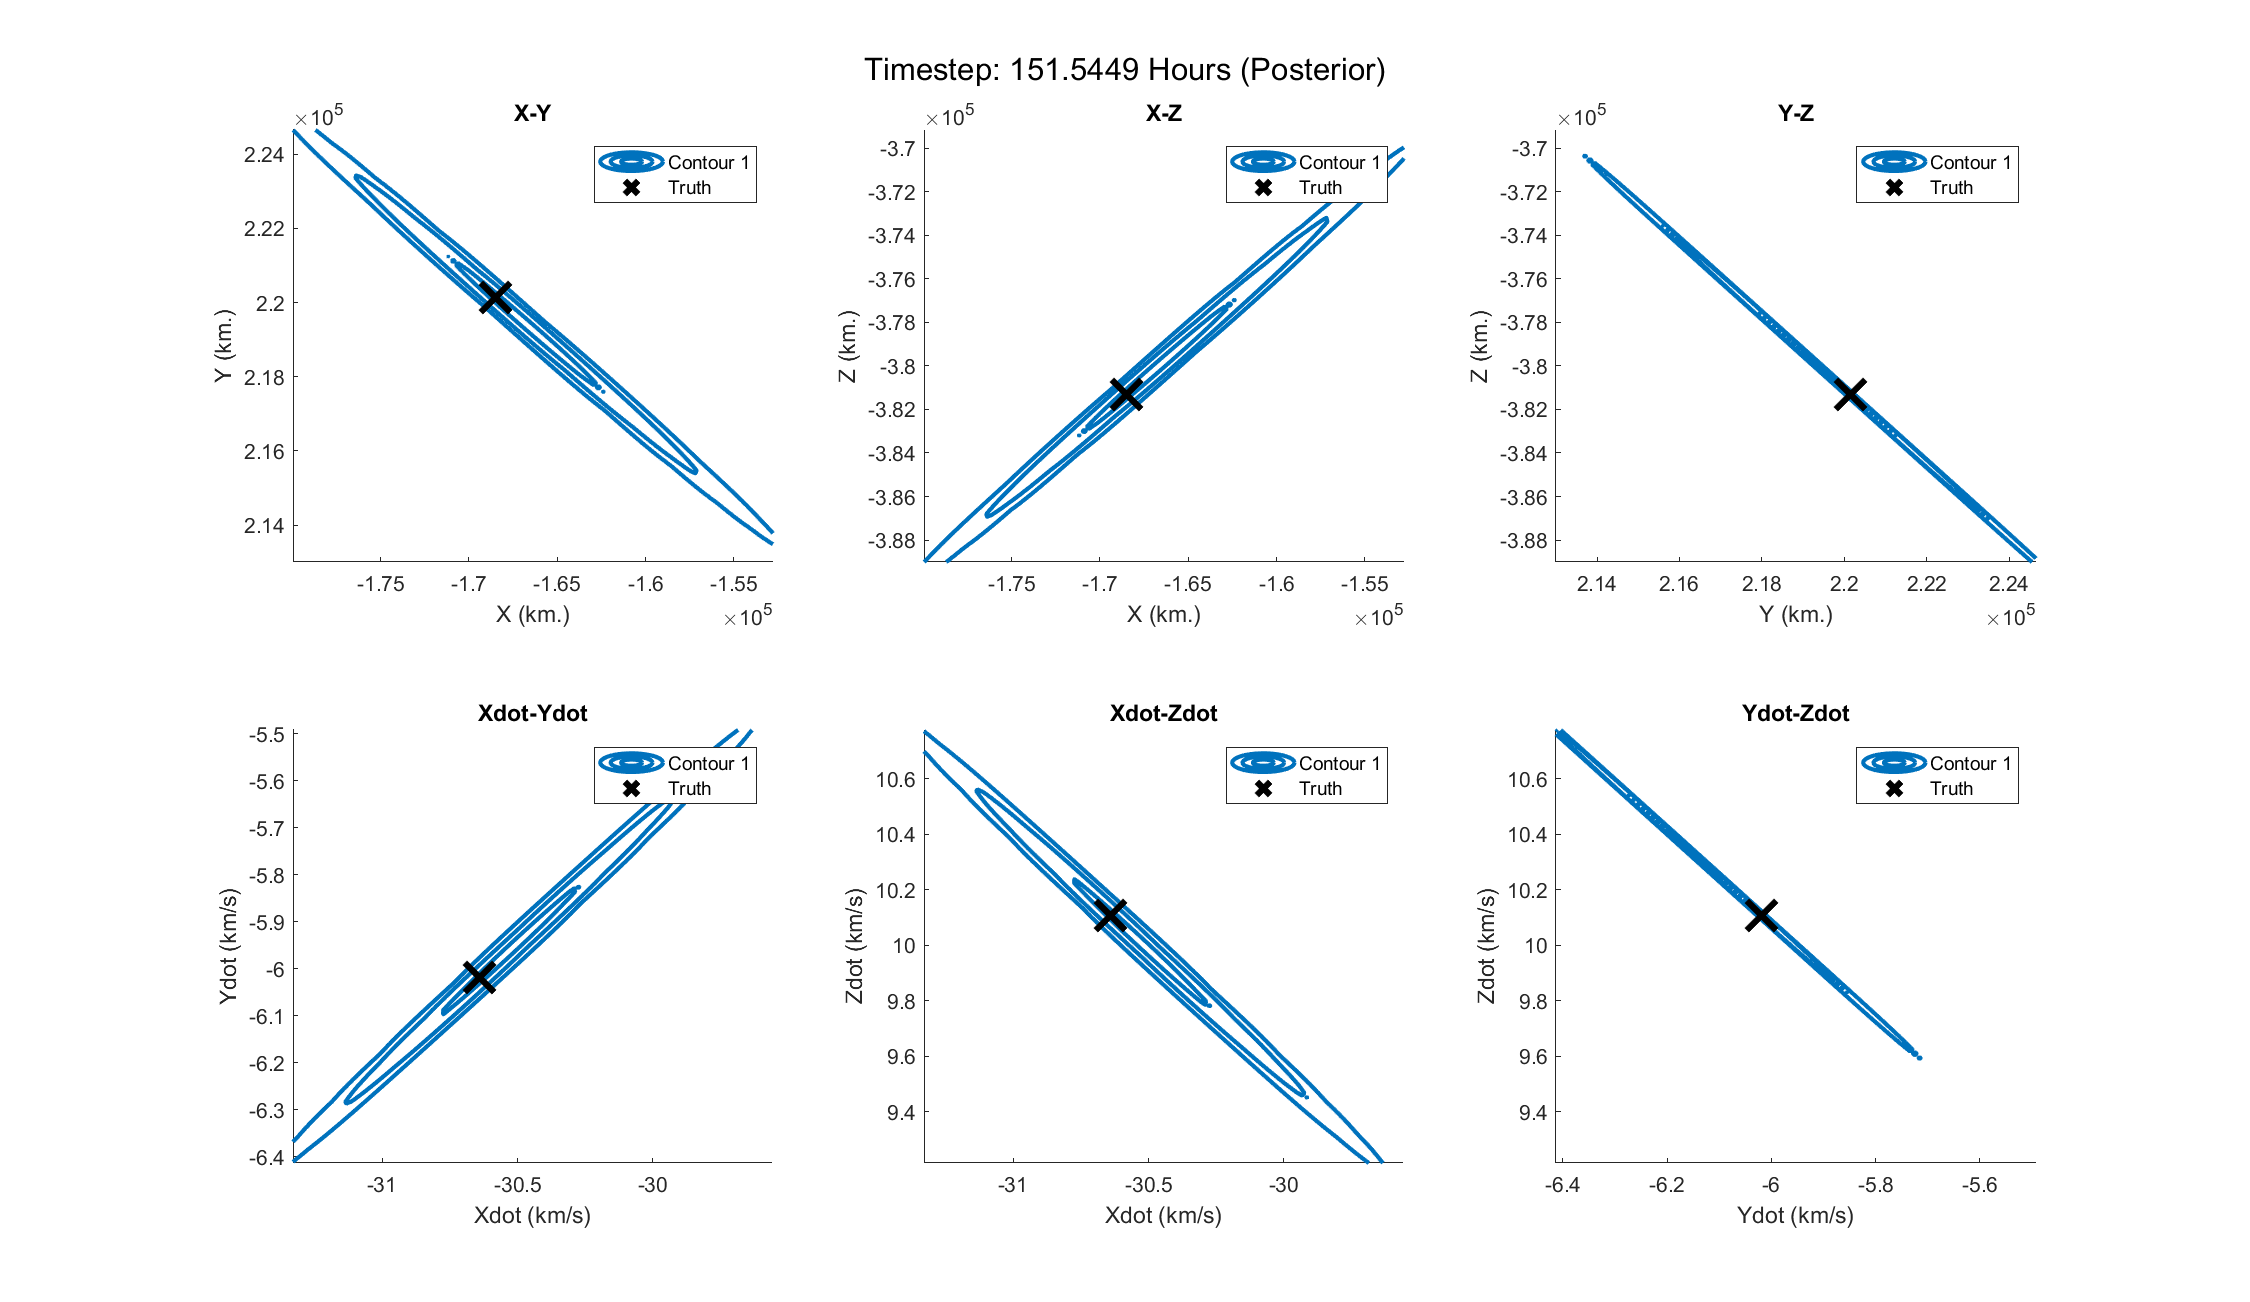 Timestep: 151.5449 Hours (Posterior)
X-Y
×10^5
2.24
2.22
2.2
2.18
2.16
2.14
Y (km.)
-1.75 -1.7 -1.65 -1.6 -1.55
X (km.)
×10^5
Contour 1
Truth
X-Z
×10^5
-3.7
-3.72
-3.74
-3.76
-3.78
-3.8
-3.82
-3.84
-3.86
-3.88
Z (km.)
-1.75 -1.7 -1.65 -1.6 -1.55
X (km.)
×10^5
Contour 1
Truth
Y-Z
×10^5
-3.7
-3.72
-3.74
-3.76
-3.78
-3.8
-3.82
-3.84
-3.86
-3.88
Z (km.)
2.14 2.16 2.18 2.2 2.22 2.24
Y (km.)
×10^5
Contour 1
Truth
Xdot-Ydot
-5.5
-5.6
-5.7
-5.8
-5.9
-6
-6.1
-6.2
-6.3
-6.4
Ydot (km/s)
-31 -30.5 -30
Xdot (km/s)
Contour 1
Truth
Xdot-Zdot
10.6
10.4
10.2
10
9.8
9.6
9.4
Zdot (km/s)
-31 -30.5 -30
Xdot (km/s)
Contour 1
Truth
Ydot-Zdot
10.6
10.4
10.2
10
9.8
9.6
9.4
Zdot (km/s)
-6.4 -6.2 -6 -5.8 -5.6
Ydot (km/s)
Contour 1
Truth